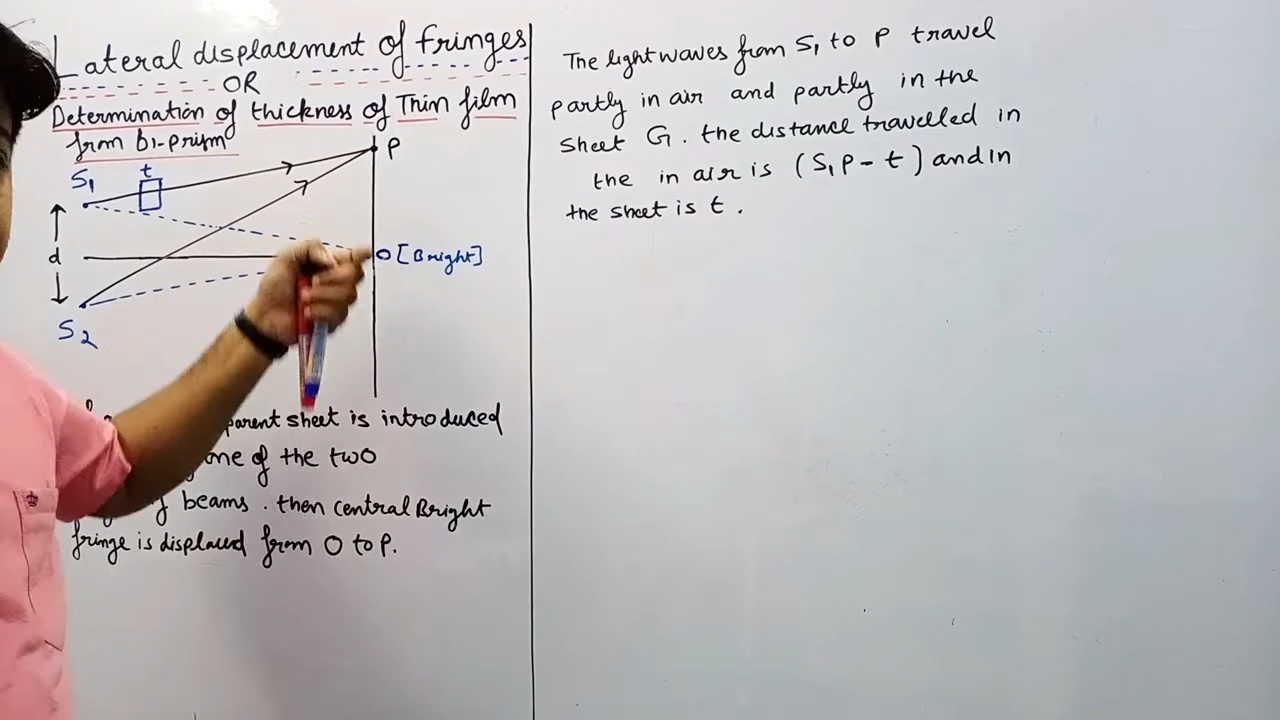 Lateral displacement of fringes
OR
Determination of thickness of Thin film
from bi-prism
P
S1
t
d
O [Bright]
S2
parent sheet is introduced
one of the two
beams. then central Bright
fringe is displaced from O to P.
The light waves from S1 to P travel
partly in air and partly in the
sheet G. the distance travelled in
the in air is (S1P - t) and in
the sheet is t.